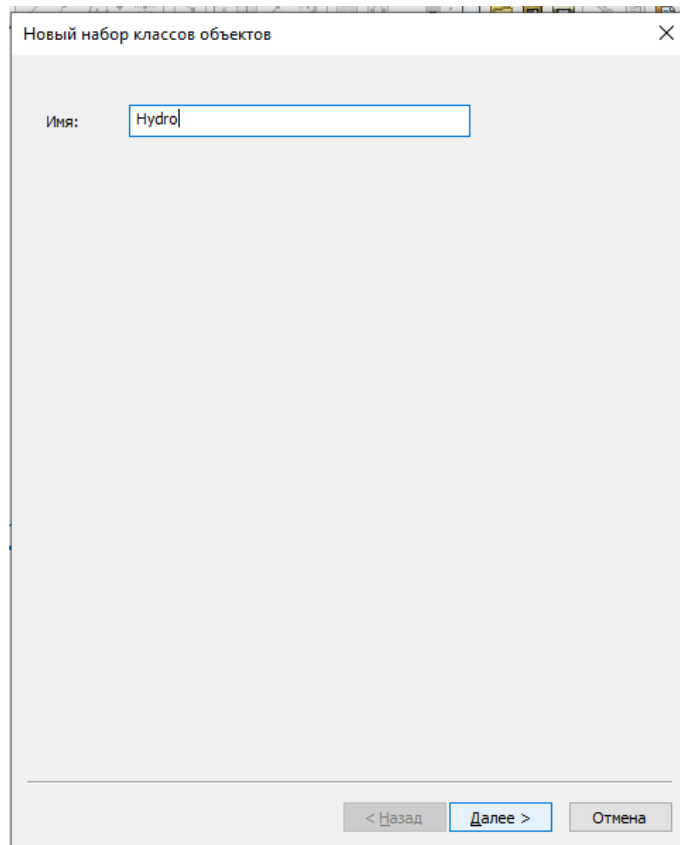 Новый набор классов объектов
Имя: Hydro
< Назад Далее > Отмена